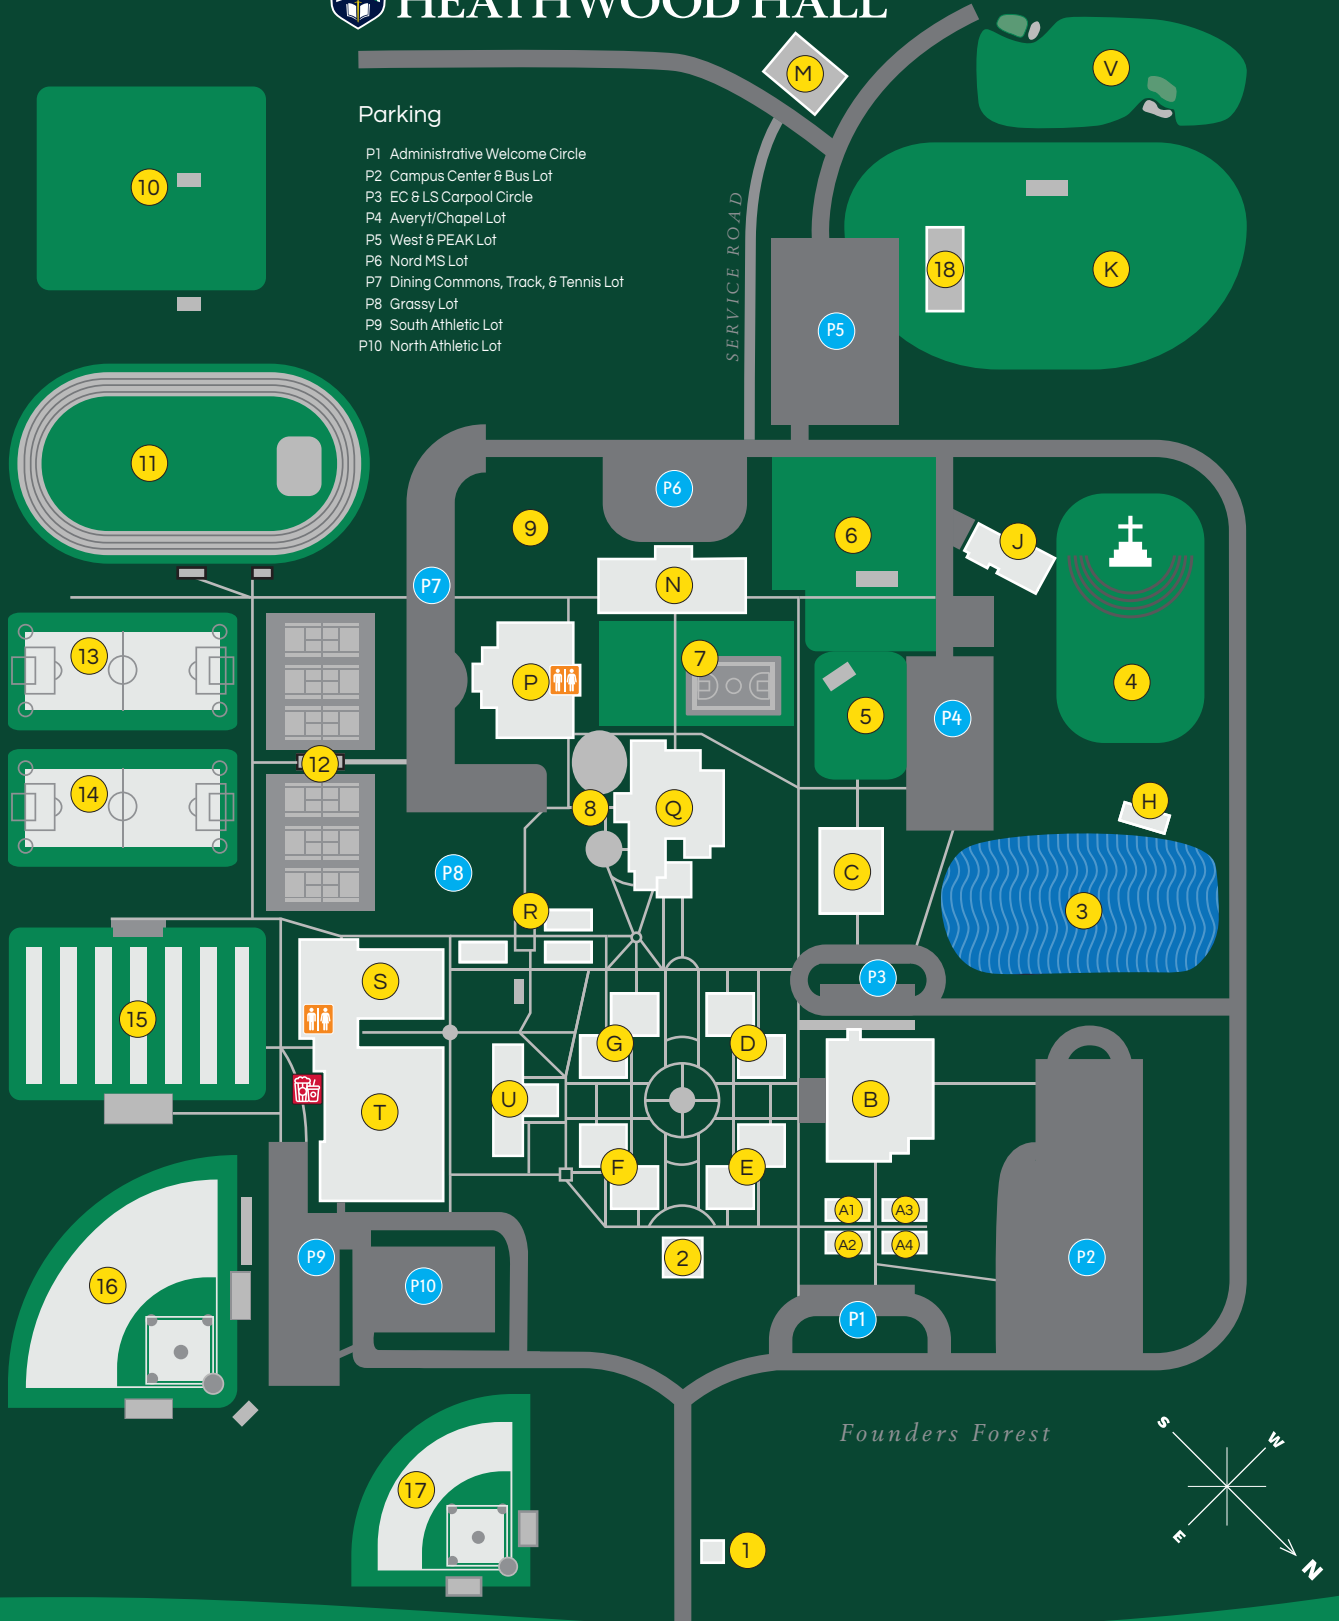 HEATHWOOD HALL
M
V
Parking
P1 Administrative Welcome Circle
P2 Campus Center & Bus Lot
P3 EC & LS Carpool Circle
P4 Averyt/Chapel Lot
P5 West & PEAK Lot
P6 Nord MS Lot
P7 Dining Commons, Track, & Tennis Lot
P8 Grassy Lot
P9 South Athletic Lot
P10 North Athletic Lot
10
SERVICE ROAD
18
K
P5
11
P6
9
6
J
P7
N
13
7
P
4
5
P4
12
14
8
Q
H
C
P8
R
3
S
P3
15
G
D
U
B
T
F
E
A1
A3
A2
A4
2
P9
P10
16
P2
P1
Founders Forest
S
W
17
E
N
1